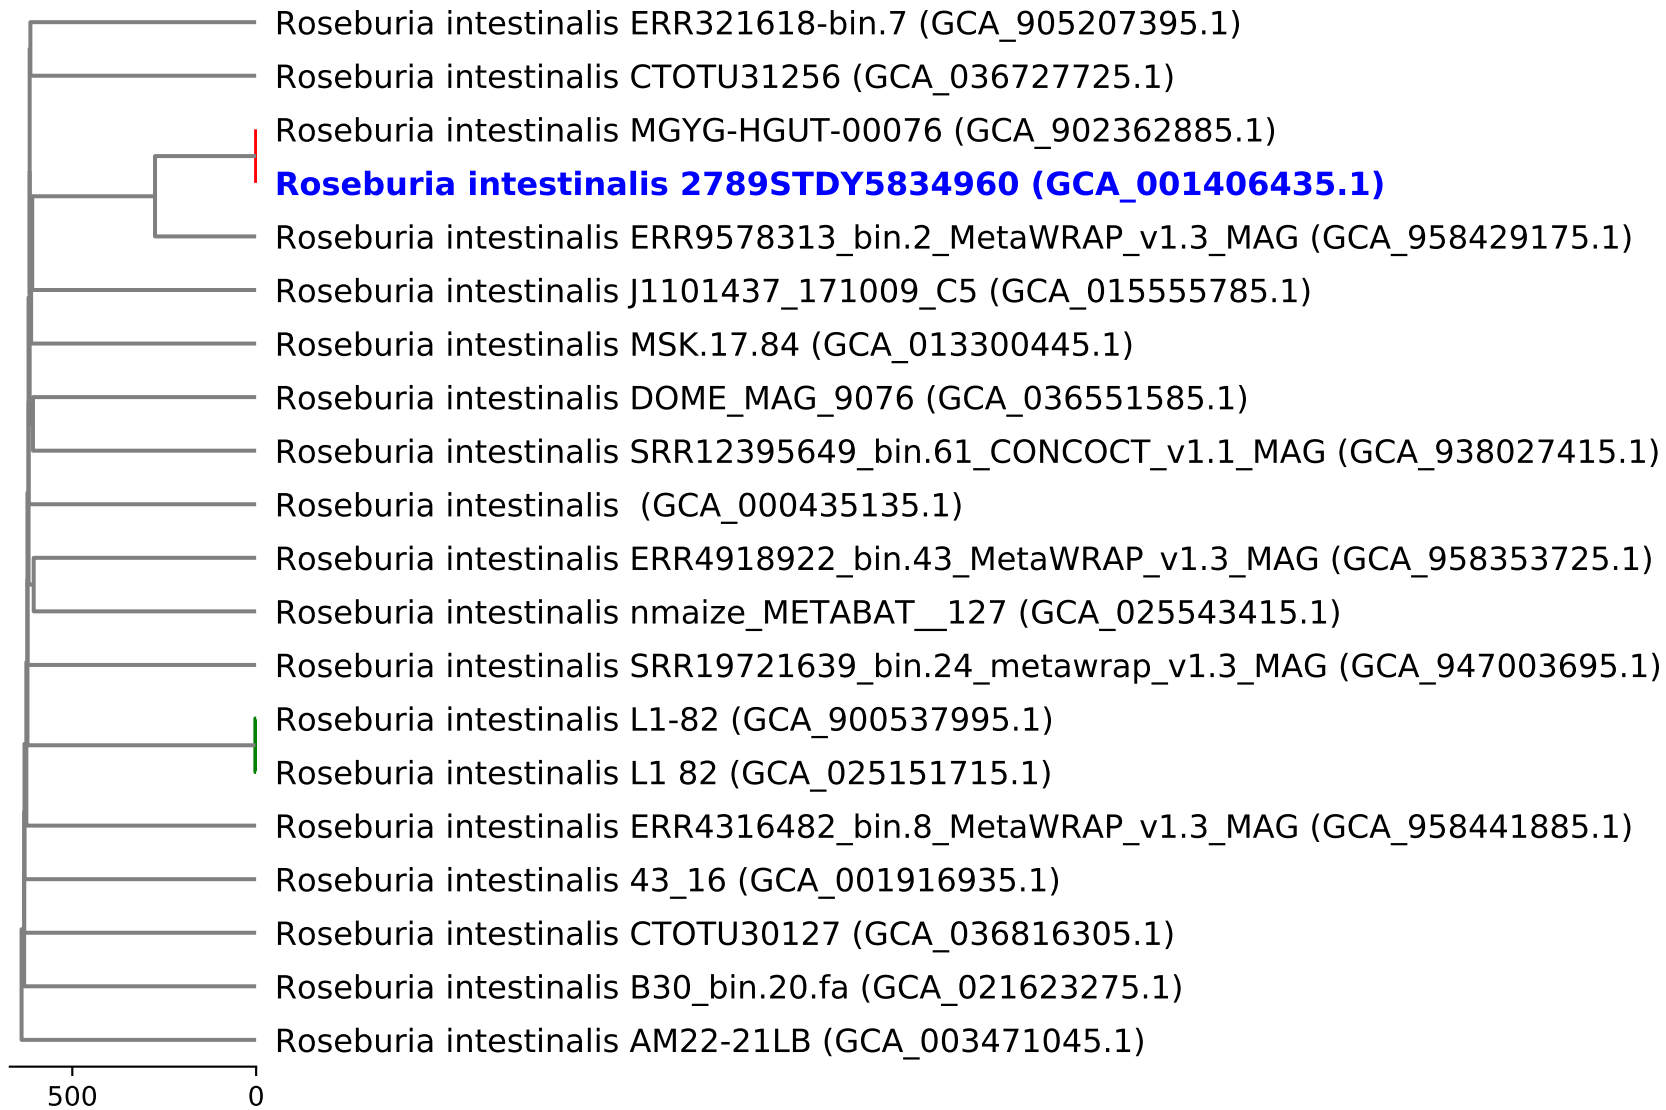 Roseburia intestinalis ERR321618-bin.7 (GCA_905207395.1)
Roseburia intestinalis CTOTU31256 (GCA_036727725.1)
Roseburia intestinalis MGYG-HGUT-00076 (GCA_902362885.1)
Roseburia intestinalis 2789STDY5834960 (GCA_001406435.1)
Roseburia intestinalis ERR9578313_bin.2_MetaWRAP_v1.3_MAG (GCA_958429175.1)
Roseburia intestinalis J1101437_171009_C5 (GCA_015555785.1)
Roseburia intestinalis MSK.17.84 (GCA_013300445.1)
Roseburia intestinalis DOME_MAG_9076 (GCA_036551585.1)
Roseburia intestinalis SRR12395649_bin.61_CONCOCT_v1.1_MAG (GCA_938027415.1)
Roseburia intestinalis  (GCA_000435135.1)
Roseburia intestinalis ERR4918922_bin.43_MetaWRAP_v1.3_MAG (GCA_958353725.1)
Roseburia intestinalis nmaize_METABAT__127 (GCA_025543415.1)
Roseburia intestinalis SRR19721639_bin.24_metawrap_v1.3_MAG (GCA_947003695.1)
Roseburia intestinalis L1-82 (GCA_900537995.1)
Roseburia intestinalis L1 82 (GCA_025151715.1)
Roseburia intestinalis ERR4316482_bin.8_MetaWRAP_v1.3_MAG (GCA_958441885.1)
Roseburia intestinalis 43_16 (GCA_001916935.1)
Roseburia intestinalis CTOTU30127 (GCA_036816305.1)
Roseburia intestinalis B30_bin.20.fa (GCA_021623275.1)
Roseburia intestinalis AM22-21LB (GCA_003471045.1)
500 0